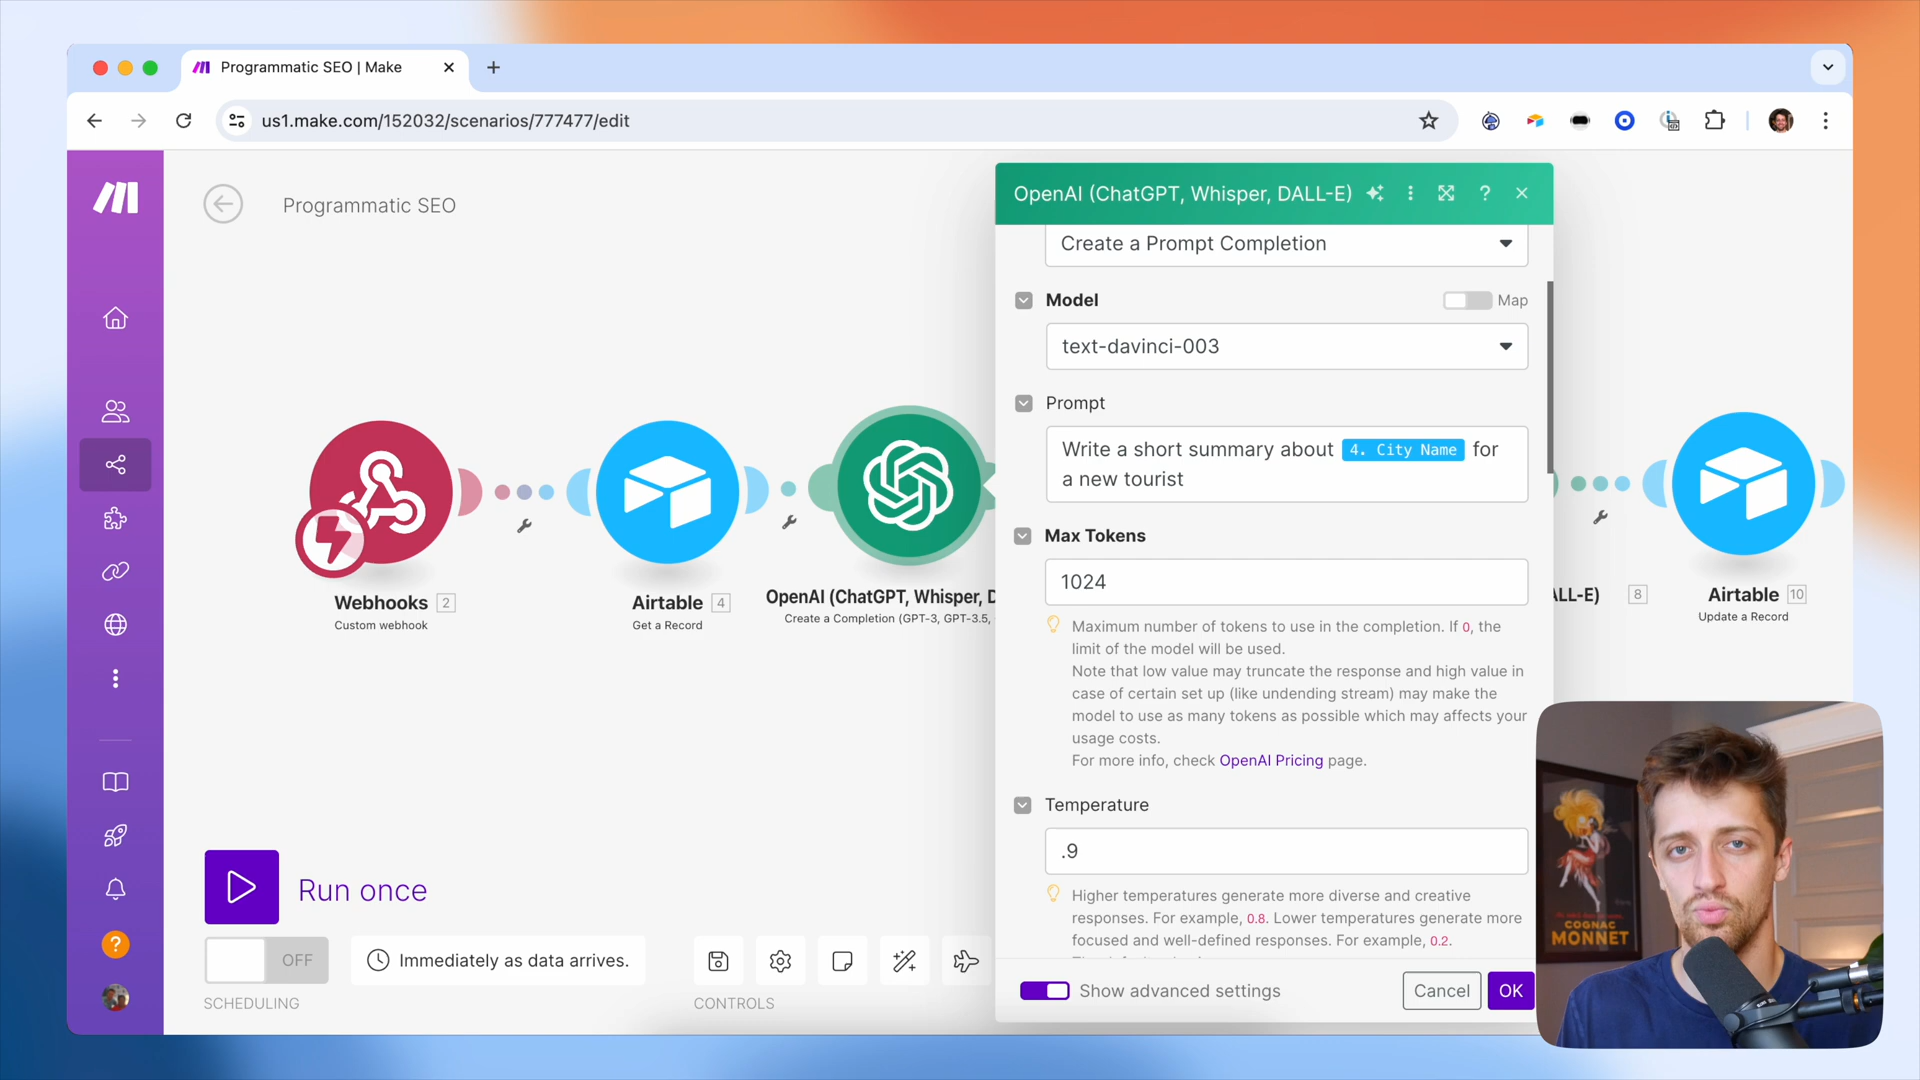 Programmatic SEO | Make
us1.make.com/152032/scenarios/777477/edit
Programmatic SEO
OpenAI (ChatGPT, Whisper, DALL-E)
?
Create a Prompt Completion
Model
Map
text-davinci-003
Prompt
Write a short summary about 4. City Name for
a new tourist
Max Tokens
1024
Maximum number of tokens to use in the completion. If 0, the
limit of the model will be used.
Note that low value may truncate the response and high value in
case of certain set up (like undending stream) may make the
model to use as many tokens as possible which may affects your
usage costs.
For more info, check OpenAI Pricing page.
Temperature
.9
Higher temperatures generate more diverse and creative
responses. For example, 0.8. Lower temperatures generate more
focused and well-defined responses. For example, 0.2.
Show advanced settings
Cancel
OK
Webhooks 2
Custom webhook
Airtable 4
Get a Record
OpenAI (ChatGPT, Whisper, D
Create a Completion (GPT-3, GPT-3.5,
ALL-E) 8
Airtable 10
Update a Record
Run once
OFF
Immediately as data arrives.
SCHEDULING
CONTROLS
?
COGNAC
MONNET